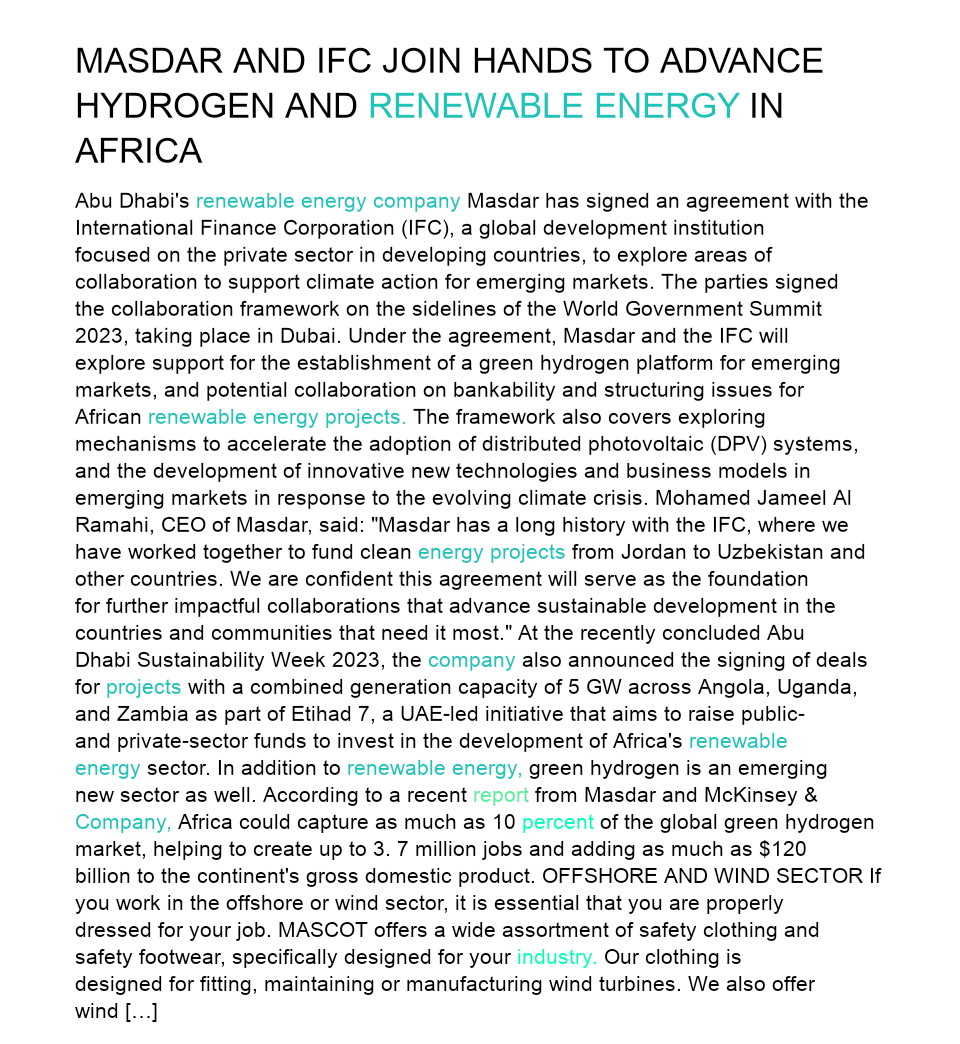 MASDAR AND IFC JOIN HANDS TO ADVANCE
HYDROGEN AND RENEWABLE ENERGY IN
AFRICA
Abu Dhabi's renewable energy company Masdar has signed an agreement with the
International Finance Corporation (IFC), a global development institution
focused on the private sector in developing countries, to explore areas of
collaboration to support climate action for emerging markets. The parties signed
the collaboration framework on the sidelines of the World Government Summit
2023, taking place in Dubai. Under the agreement, Masdar and the IFC will
explore support for the establishment of a green hydrogen platform for emerging
markets, and potential collaboration on bankability and structuring issues for
African renewable energy projects. The framework also covers exploring
mechanisms to accelerate the adoption of distributed photovoltaic (DPV) systems,
and the development of innovative new technologies and business models in
emerging markets in response to the evolving climate crisis. Mohamed Jameel Al
Ramahi, CEO of Masdar, said: "Masdar has a long history with the IFC, where we
have worked together to fund clean energy projects from Jordan to Uzbekistan and
other countries. We are confident this agreement will serve as the foundation
for further impactful collaborations that advance sustainable development in the
countries and communities that need it most." At the recently concluded Abu
Dhabi Sustainability Week 2023, the company also announced the signing of deals
for projects with a combined generation capacity of 5 GW across Angola, Uganda,
and Zambia as part of Etihad 7, a UAE-led initiative that aims to raise public-
and private-sector funds to invest in the development of Africa's renewable
energy sector. In addition to renewable energy, green hydrogen is an emerging
new sector as well. According to a recent report from Masdar and McKinsey &
Company, Africa could capture as much as 10 percent of the global green hydrogen
market, helping to create up to 3. 7 million jobs and adding as much as $120
billion to the continent's gross domestic product. OFFSHORE AND WIND SECTOR If
you work in the offshore or wind sector, it is essential that you are properly
dressed for your job. MASCOT offers a wide assortment of safety clothing and
safety footwear, specifically designed for your industry. Our clothing is
designed for fitting, maintaining or manufacturing wind turbines. We also offer
wind […]